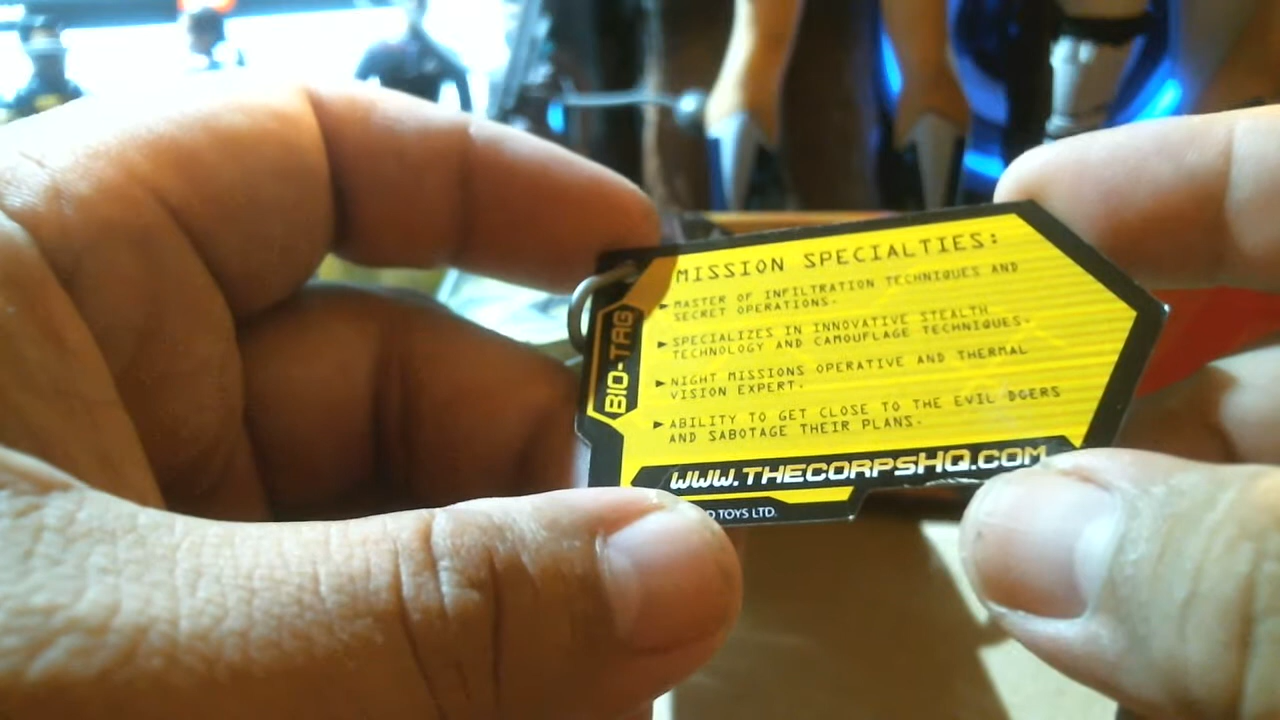 MISSION SPECIALTIES:
►MASTER OF INFILTRATION TECHNIQUES AND
SECRET OPERATIONS.
►SPECIALIZES IN INNOVATIVE STEALTH
TECHNOLOGY AND CAMOUFLAGE TECHNIQUES.
►NIGHT MISSIONS OPERATIVE AND THERMAL
VISION EXPERT.
►ABILITY TO GET CLOSE TO THE EVIL DOERS
AND SABOTAGE THEIR PLANS.
BIO-TAG
WWW.THECORPSHQ.COM
TOYS LTD.